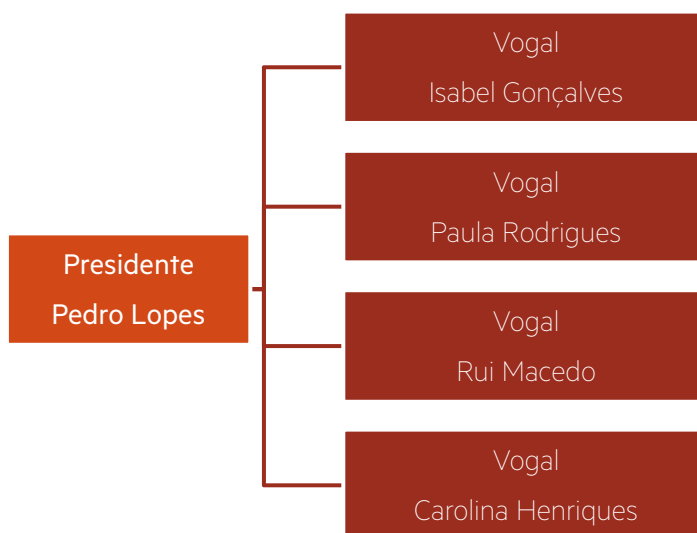 Presidente
Pedro Lopes
Vogal
Isabel Gonçalves
Vogal
Paula Rodrigues
Vogal
Rui Macedo
Vogal
Carolina Henriques